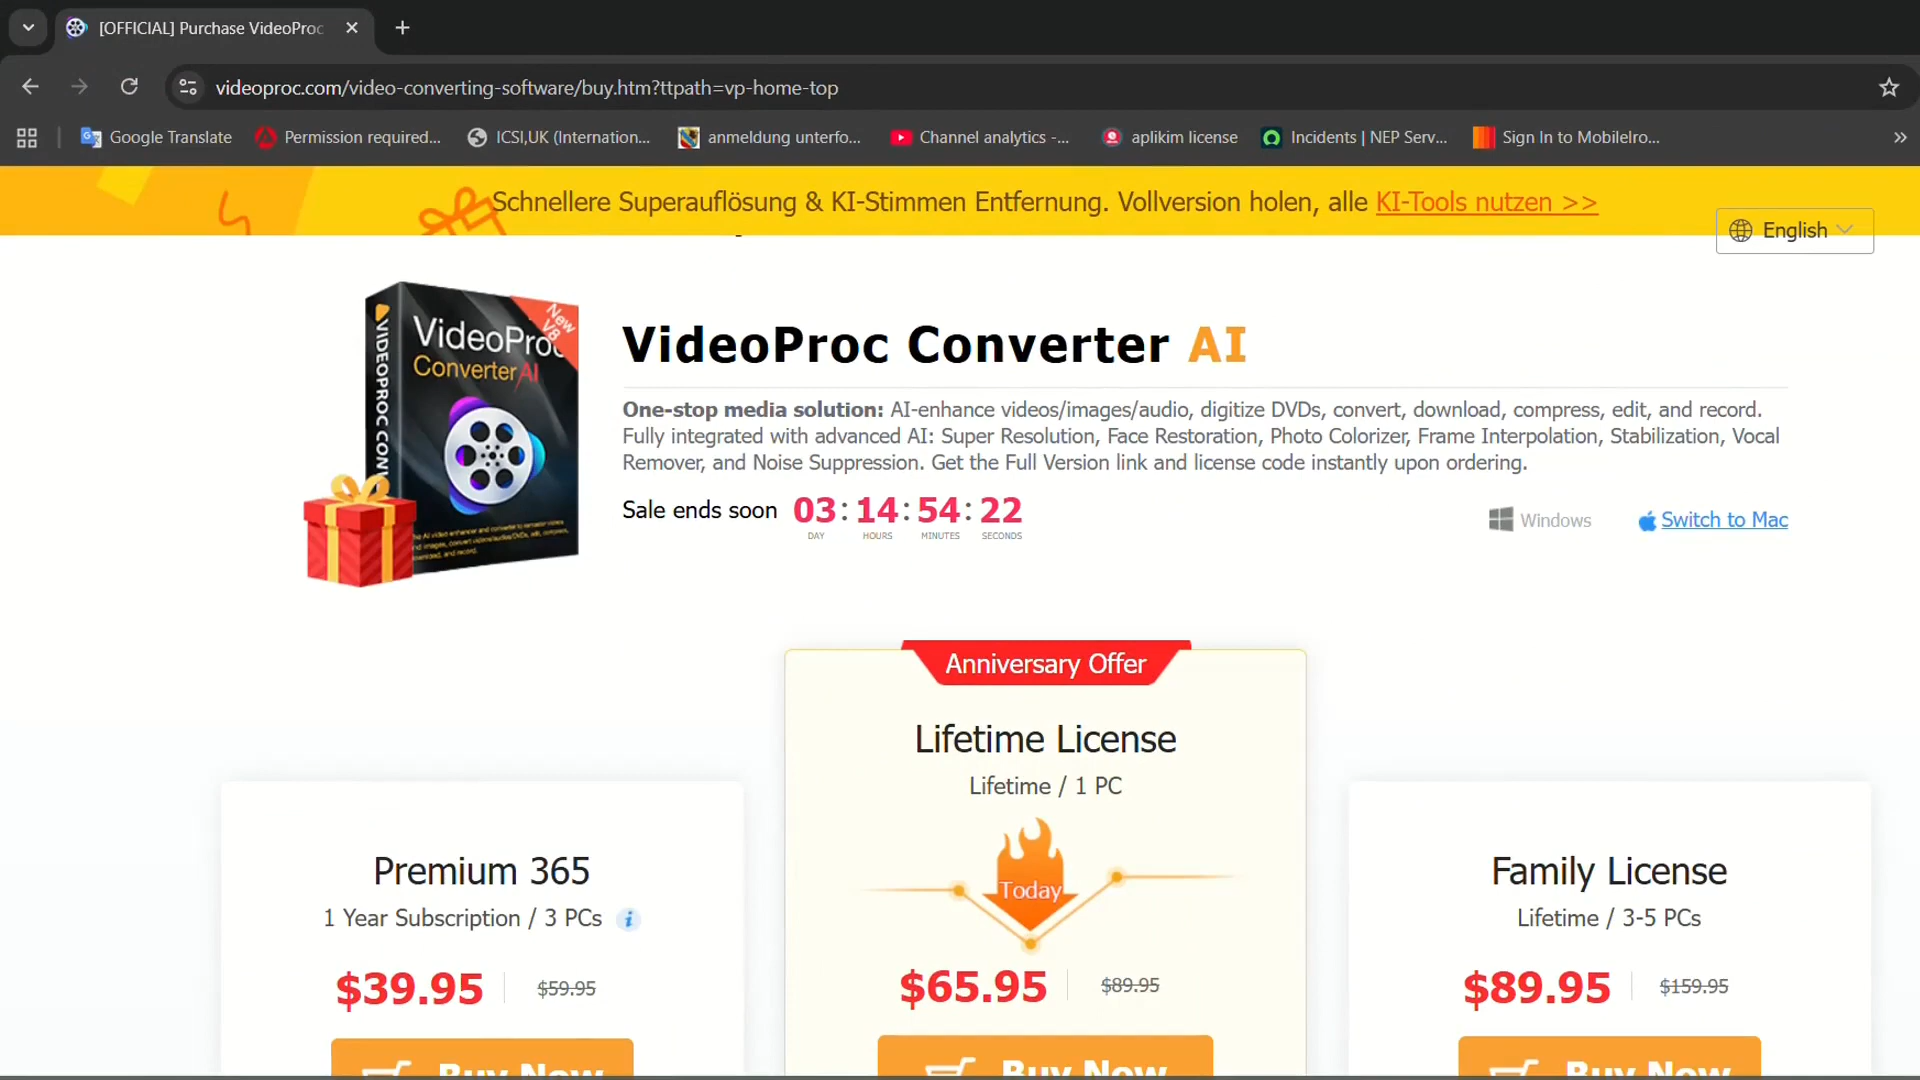 [OFFICIAL] Purchase VideoProc
videoproc.com/video-converting-software/buy.htm?ttpath=vp-home-top
Google Translate
Permission required...
ICSI,UK (Internation...
anmeldung unterfo...
Channel analytics -...
aplikim license
Incidents | NEP Serv...
Sign In to MobileIro...
Schnellere Superauflösung & KI-Stimmen Entfernung. Vollversion holen, alle KI-Tools nutzen >>
English
New V8
VideoProc
Converter AI
VIDEOPROC CON
VideoProc Converter AI
One-stop media solution: AI-enhance videos/images/audio, digitize DVDs, convert, download, compress, edit, and record.
Fully integrated with advanced AI: Super Resolution, Face Restoration, Photo Colorizer, Frame Interpolation, Stabilization, Vocal
Remover, and Noise Suppression. Get the Full Version link and license code instantly upon ordering.
Sale ends soon 03 : 14 : 54 : 22
DAY HOURS MINUTES SECONDS
Windows
Switch to Mac
Anniversary Offer
Lifetime License
Lifetime / 1 PC
Today
$65.95 $89.95
Buy Now
Premium 365
1 Year Subscription / 3 PCs
$39.95 $59.95
Buy Now
Family License
Lifetime / 3-5 PCs
$89.95 $159.95
Buy Now